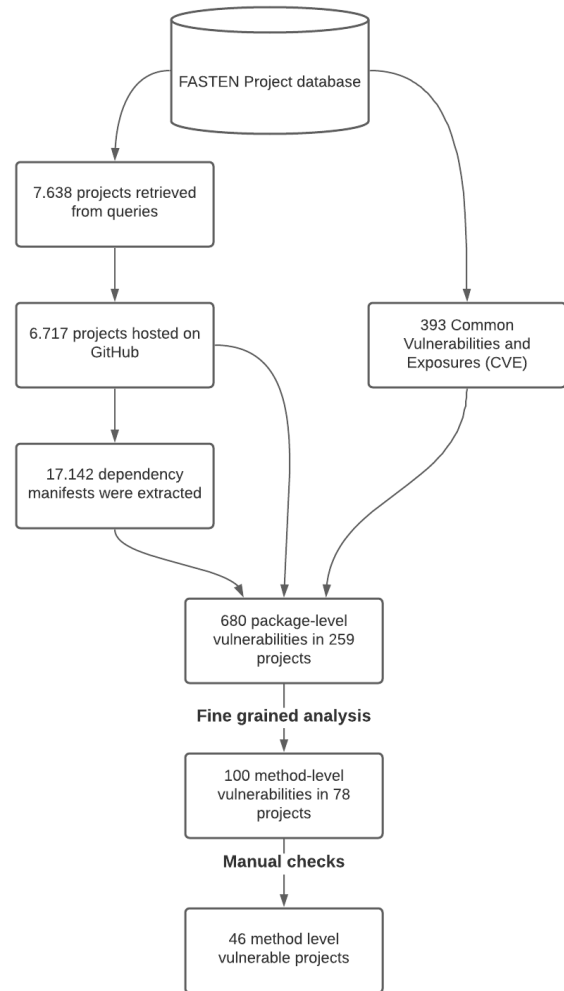 FASTEN Project database
7.638 projects retrieved
from queries
6.717 projects hosted on
GitHub
393 Common
Vulnerabilities and
Exposures (CVE)
17.142 dependency
manifests were extracted
680 package-level
vulnerabilities in 259
projects
Fine grained analysis
100 method-level
vulnerabilities in 78
projects
Manual checks
46 method level
vulnerable projects